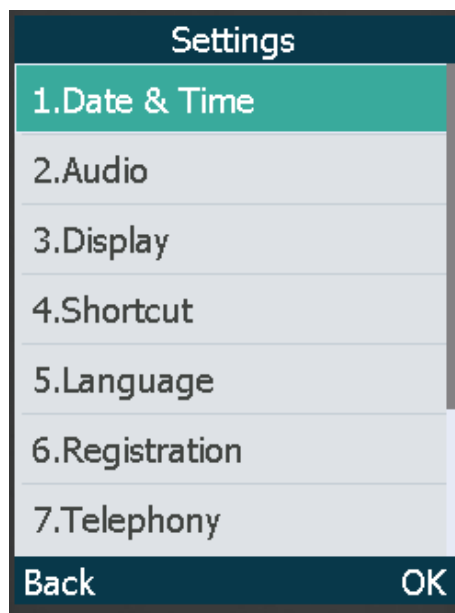 Settings
1.Date & Time
2.Audio
3.Display
4.Shortcut
5.Language
6.Registration
7.Telephony
Back OK